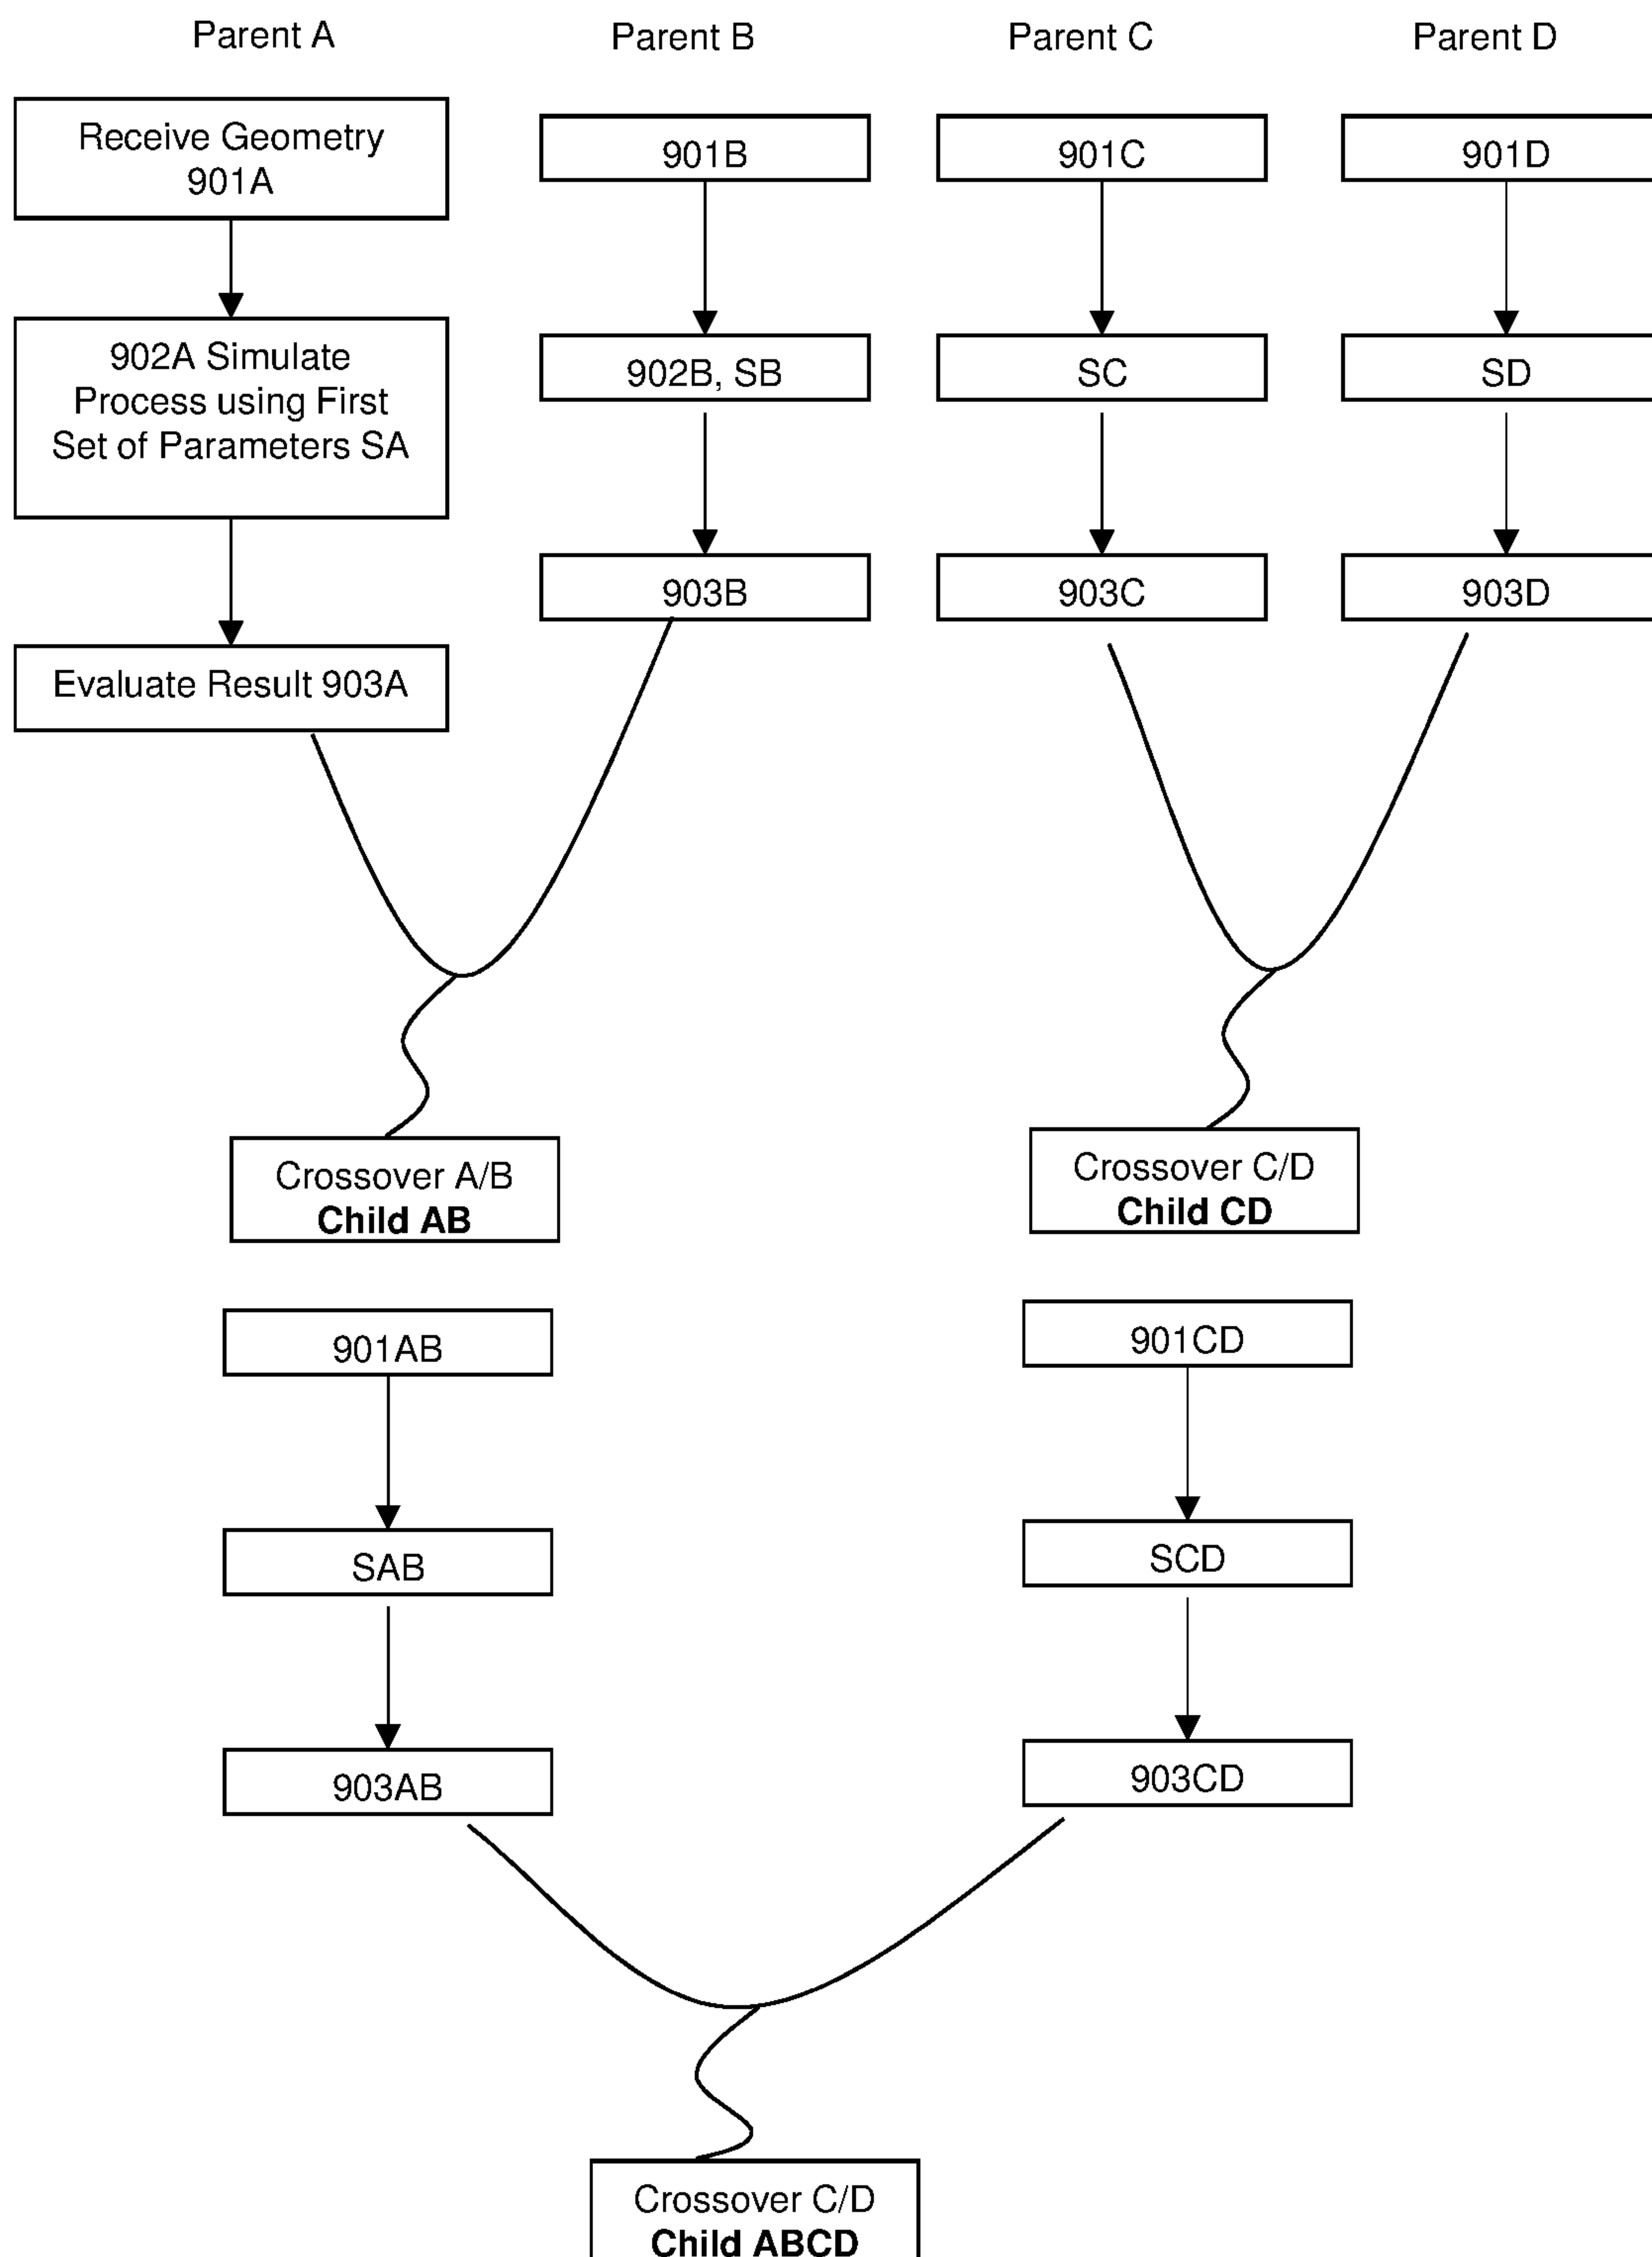 Parent A
Parent B
Parent C
Parent D
Receive Geometry
901A
901B
901C
901D
902A Simulate
Process using First
Set of Parameters SA
902B, SB
SC
SD
Evaluate Result 903A
903B
903C
903D
Crossover A/B
Child AB
Crossover C/D
Child CD
901AB
901CD
SAB
SCD
903AB
903CD
Crossover C/D
Child ABCD